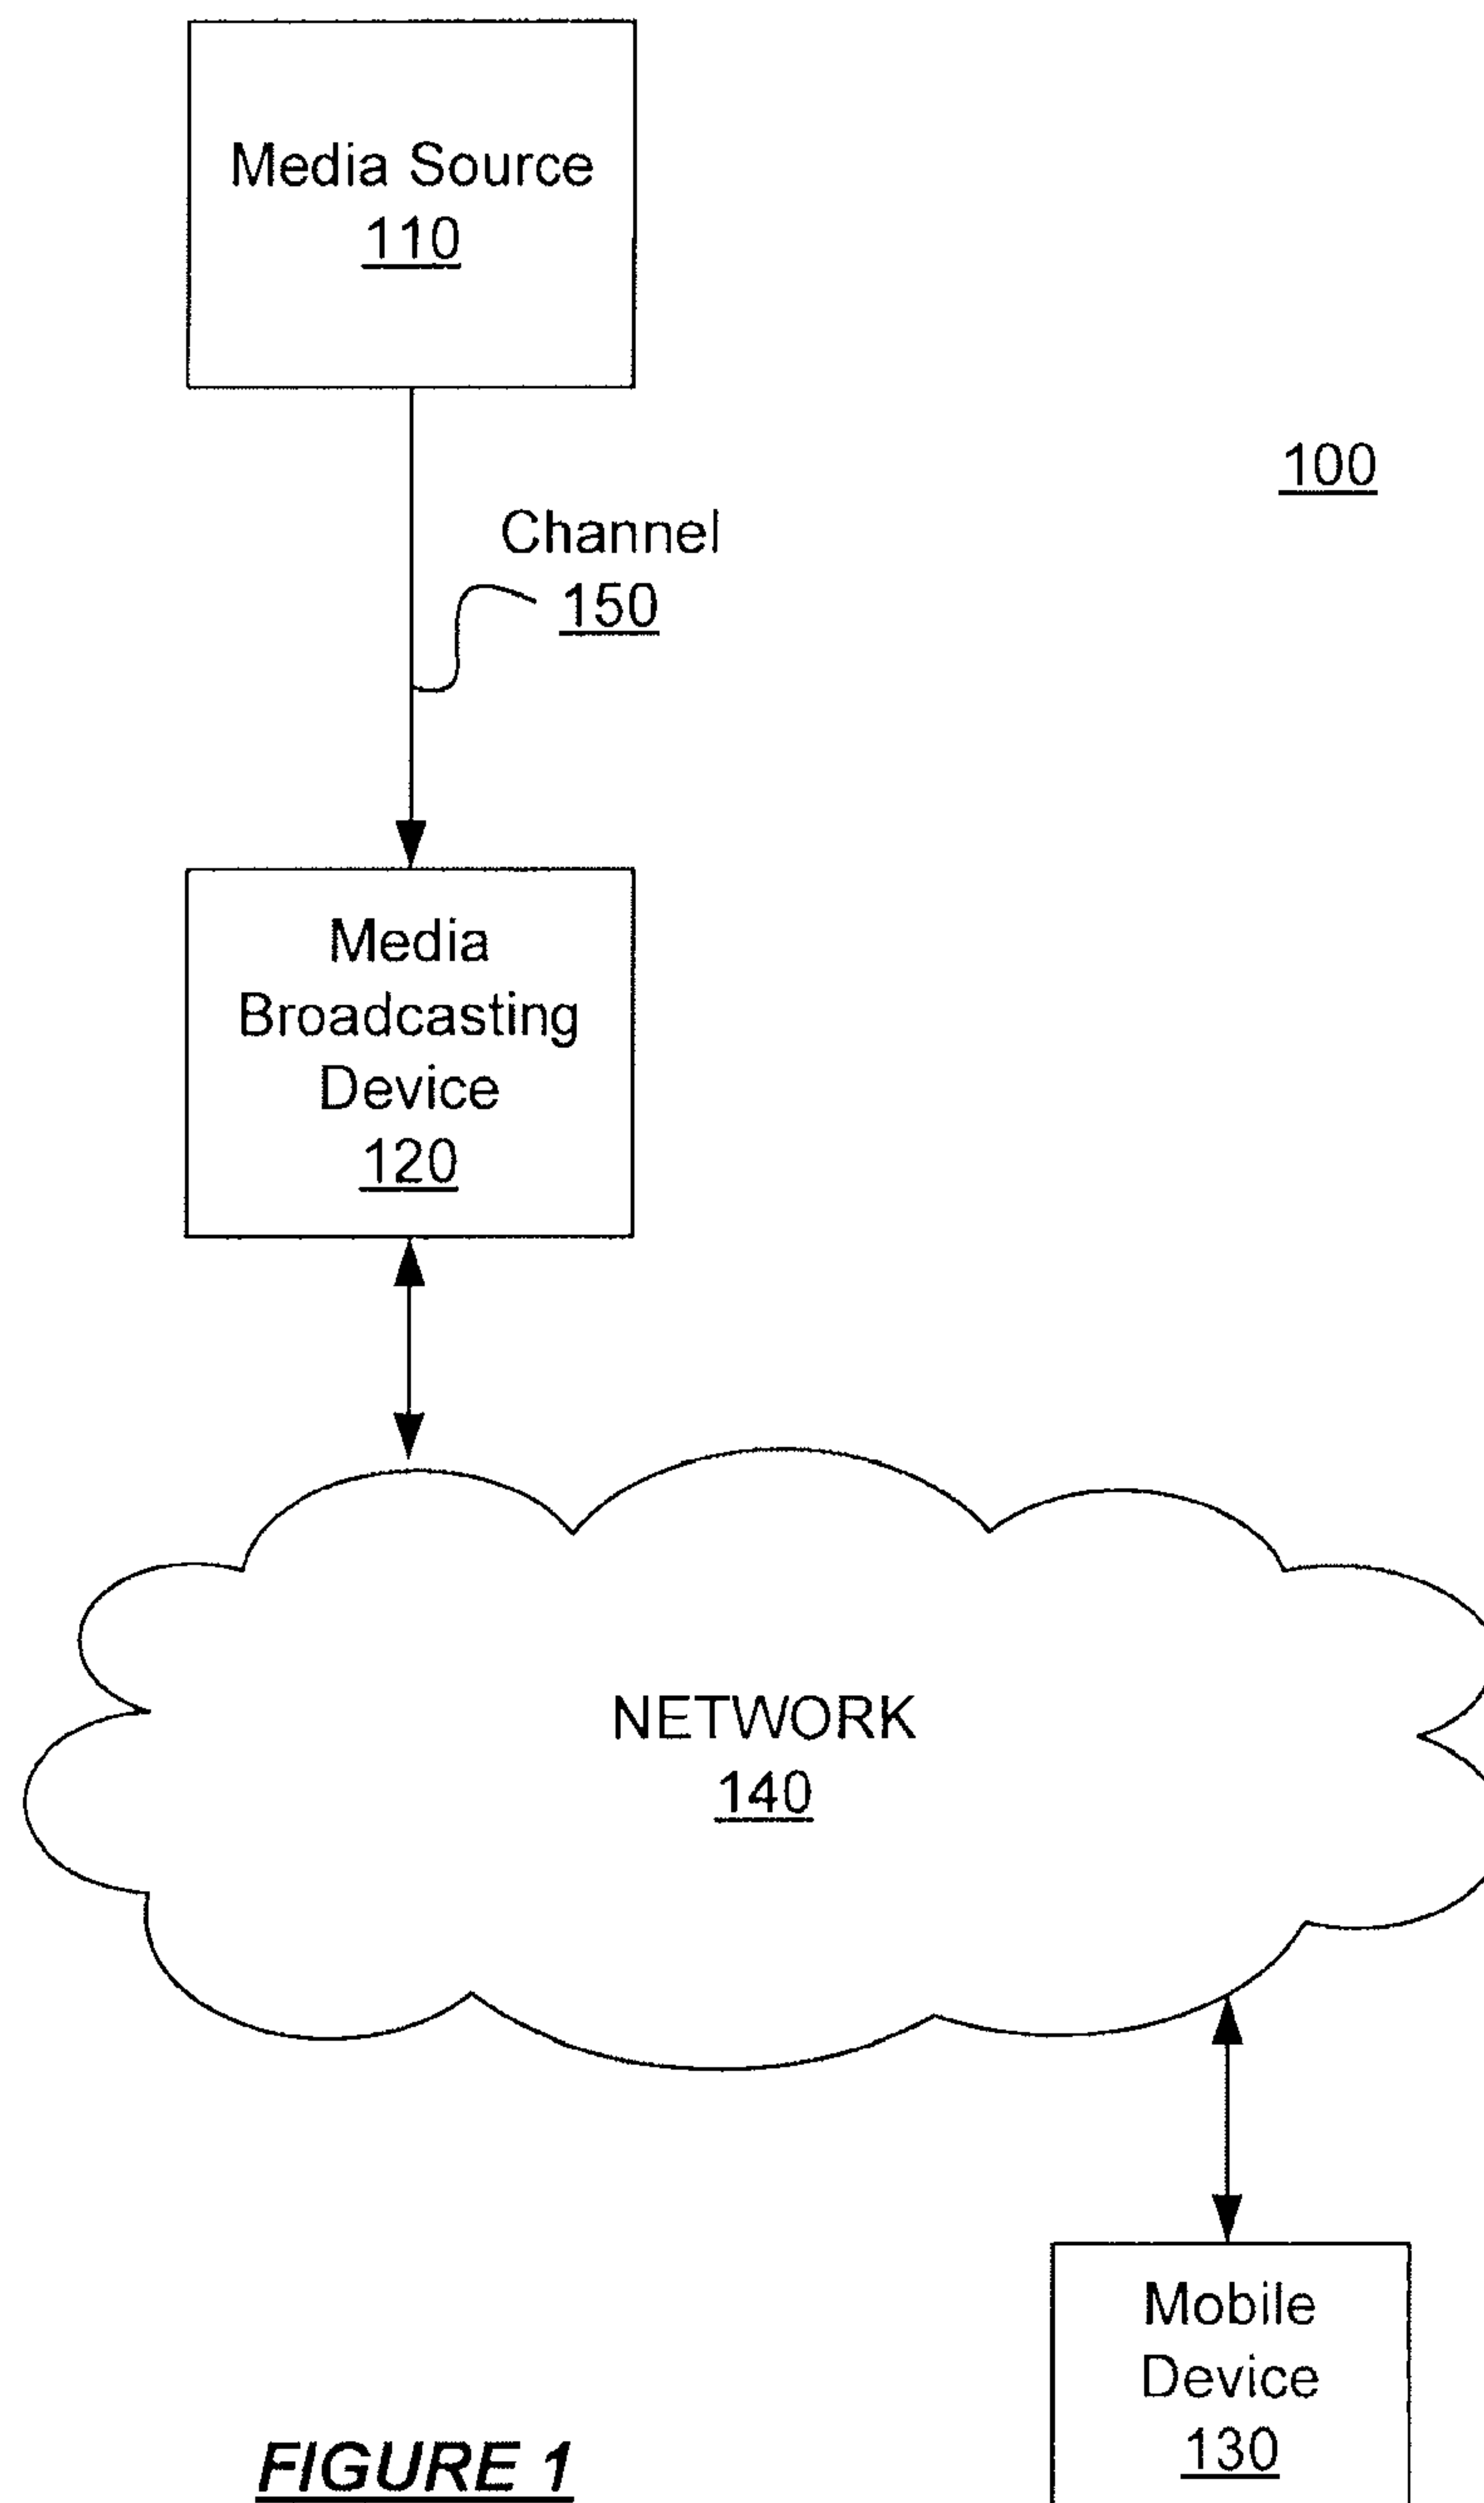 Media Source
110
100
Channel
150
Media
Broadcasting
Device
120
NETWORK
140
Mobile
Device
130
FIGURE 1